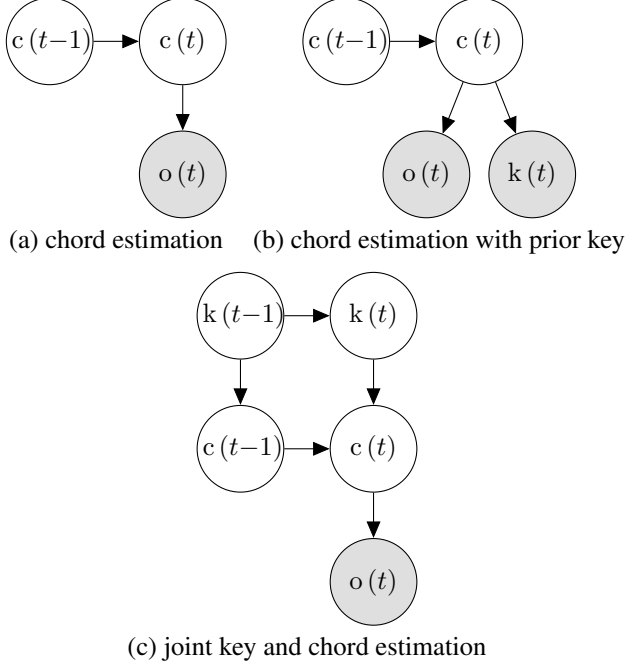 c (t−1) c (t) c (t−1) c (t)
o (t) o (t) k (t)
(a) chord estimation (b) chord estimation with prior key
k (t−1) k (t)
c (t−1) c (t)
o (t)
(c) joint key and chord estimation